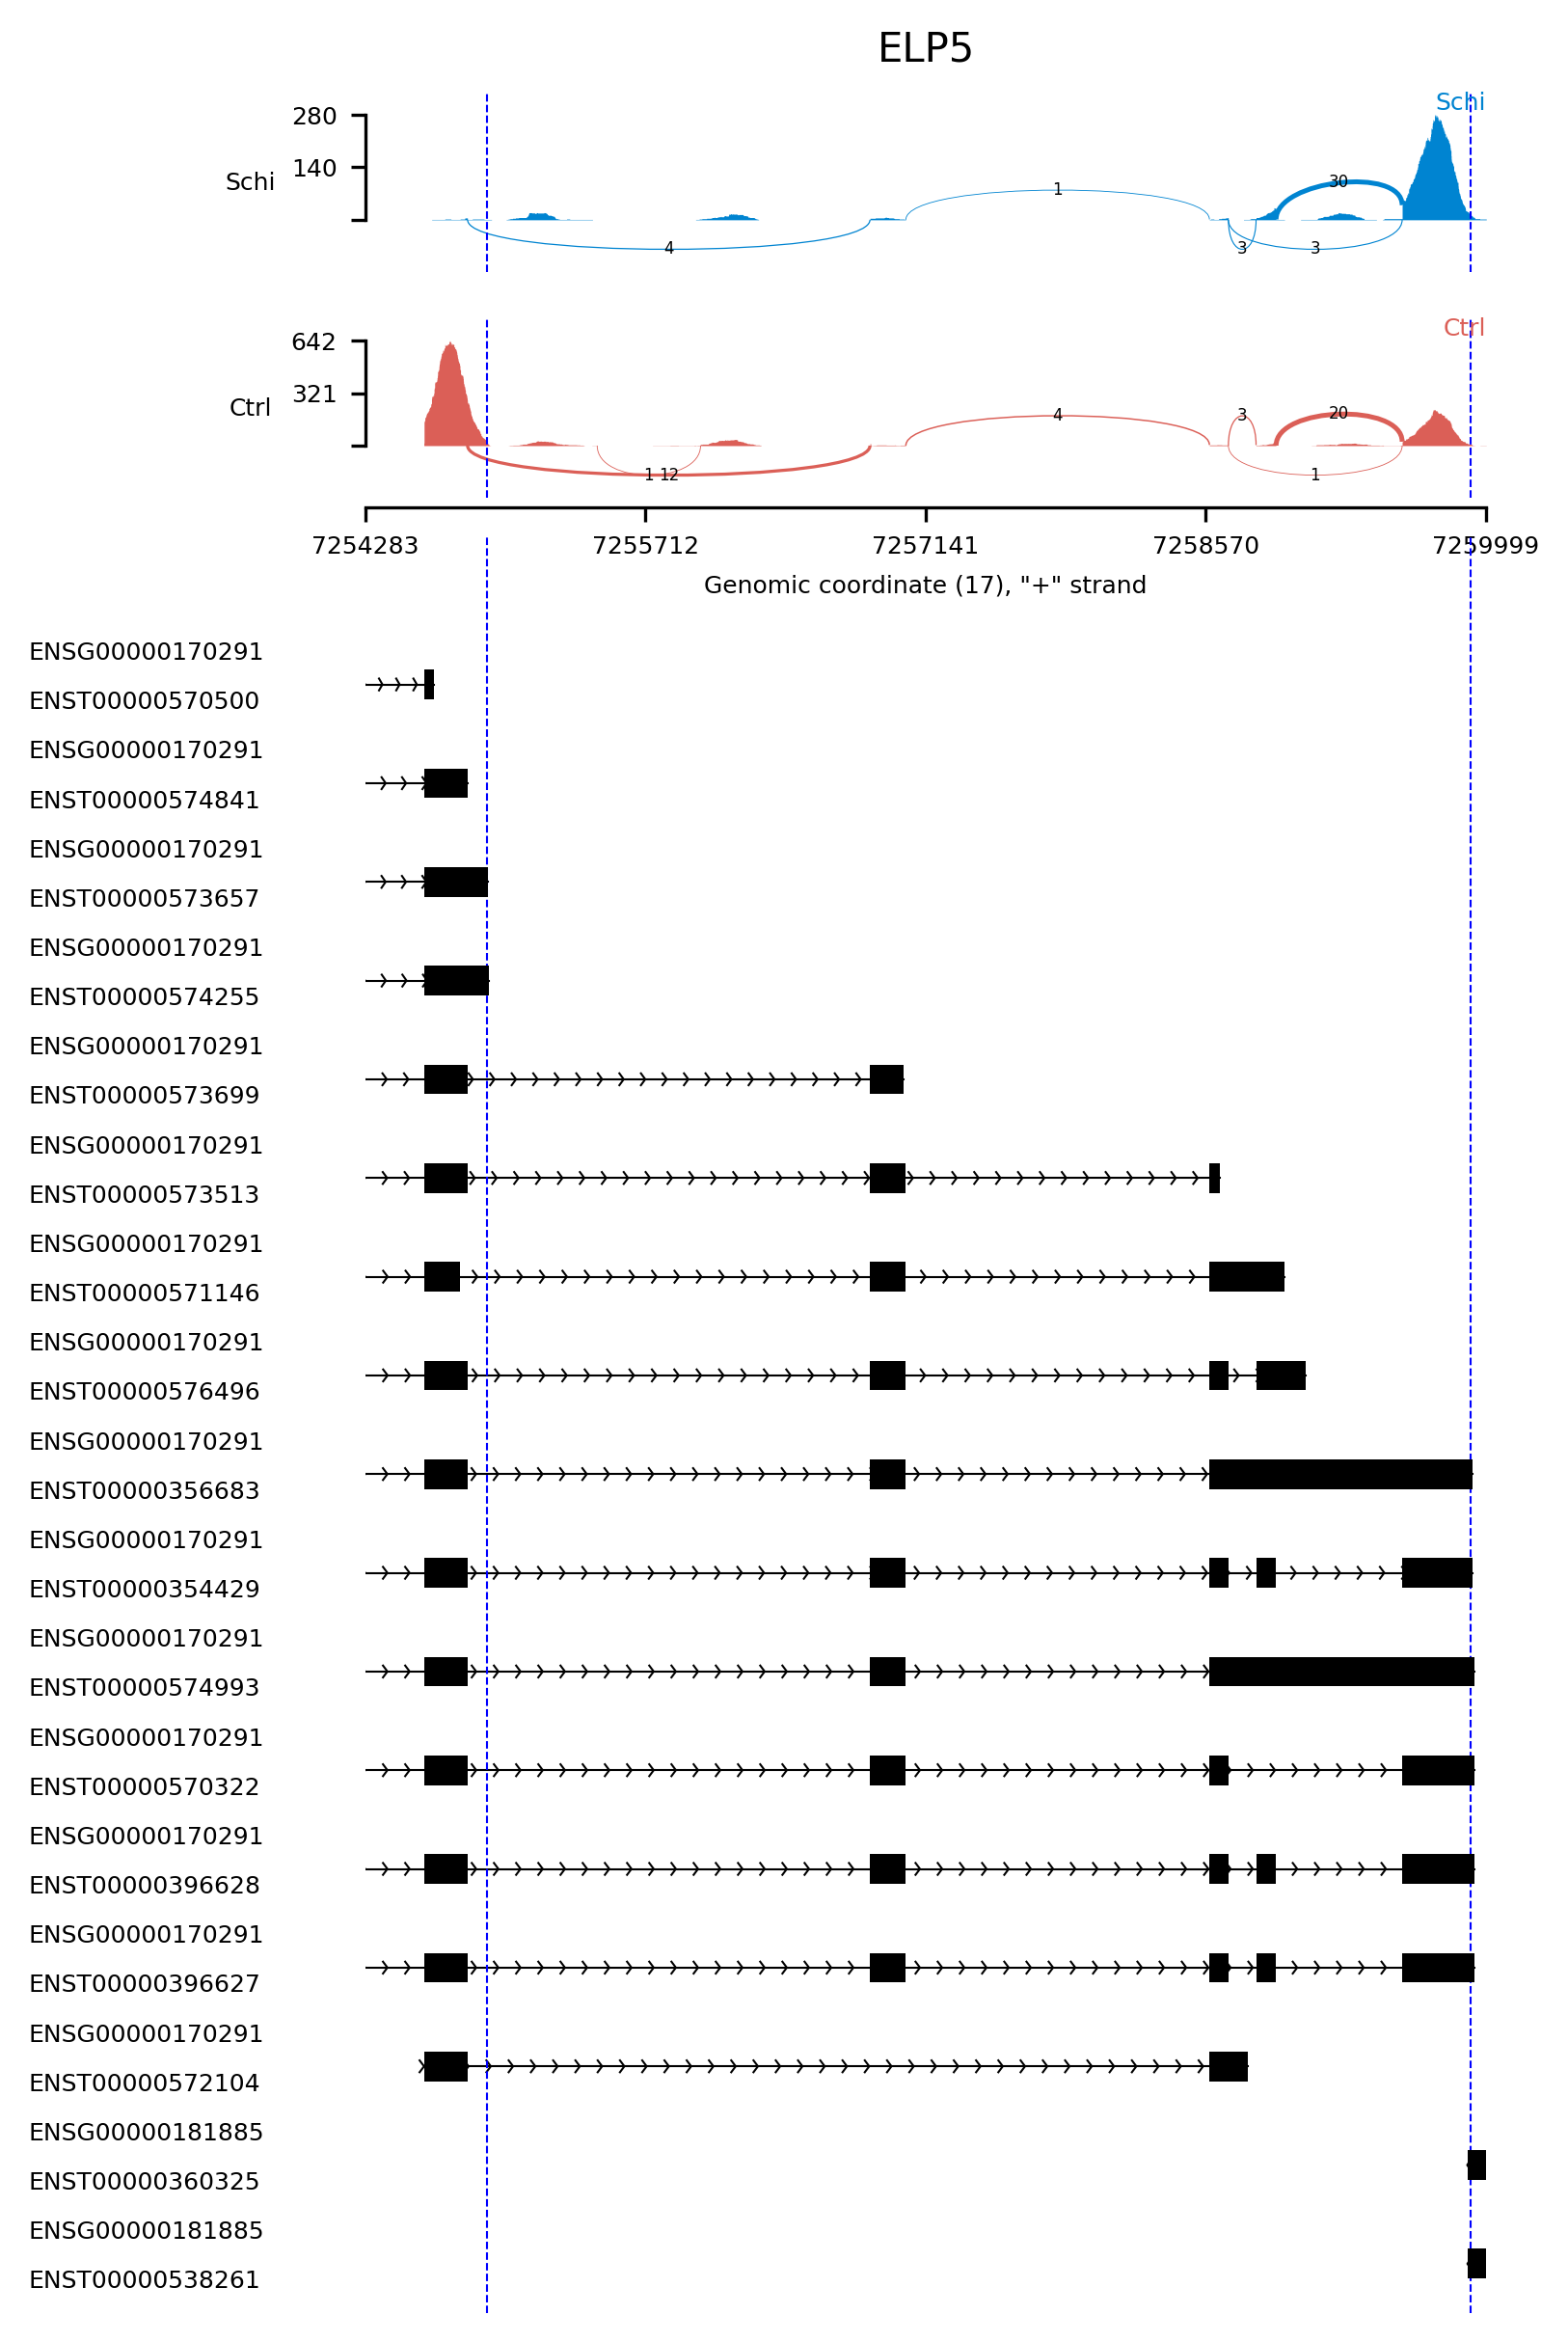 ELP5
Schi
280
140
Schi
1
30
4
3
3
Ctrl
642
321
Ctrl
4
3
20
1
12
1
7254283
7255712
7257141
7258570
7259999
Genomic coordinate (17), "+" strand
ENSG00000170291
ENST00000570500
ENSG00000170291
ENST00000574841
ENSG00000170291
ENST00000573657
ENSG00000170291
ENST00000574255
ENSG00000170291
ENST00000573699
ENSG00000170291
ENST00000573513
ENSG00000170291
ENST00000571146
ENSG00000170291
ENST00000576496
ENSG00000170291
ENST00000356683
ENSG00000170291
ENST00000354429
ENSG00000170291
ENST00000574993
ENSG00000170291
ENST00000570322
ENSG00000170291
ENST00000396628
ENSG00000170291
ENST00000396627
ENSG00000170291
ENST00000572104
ENSG00000181885
ENST00000360325
ENSG00000181885
ENST00000538261